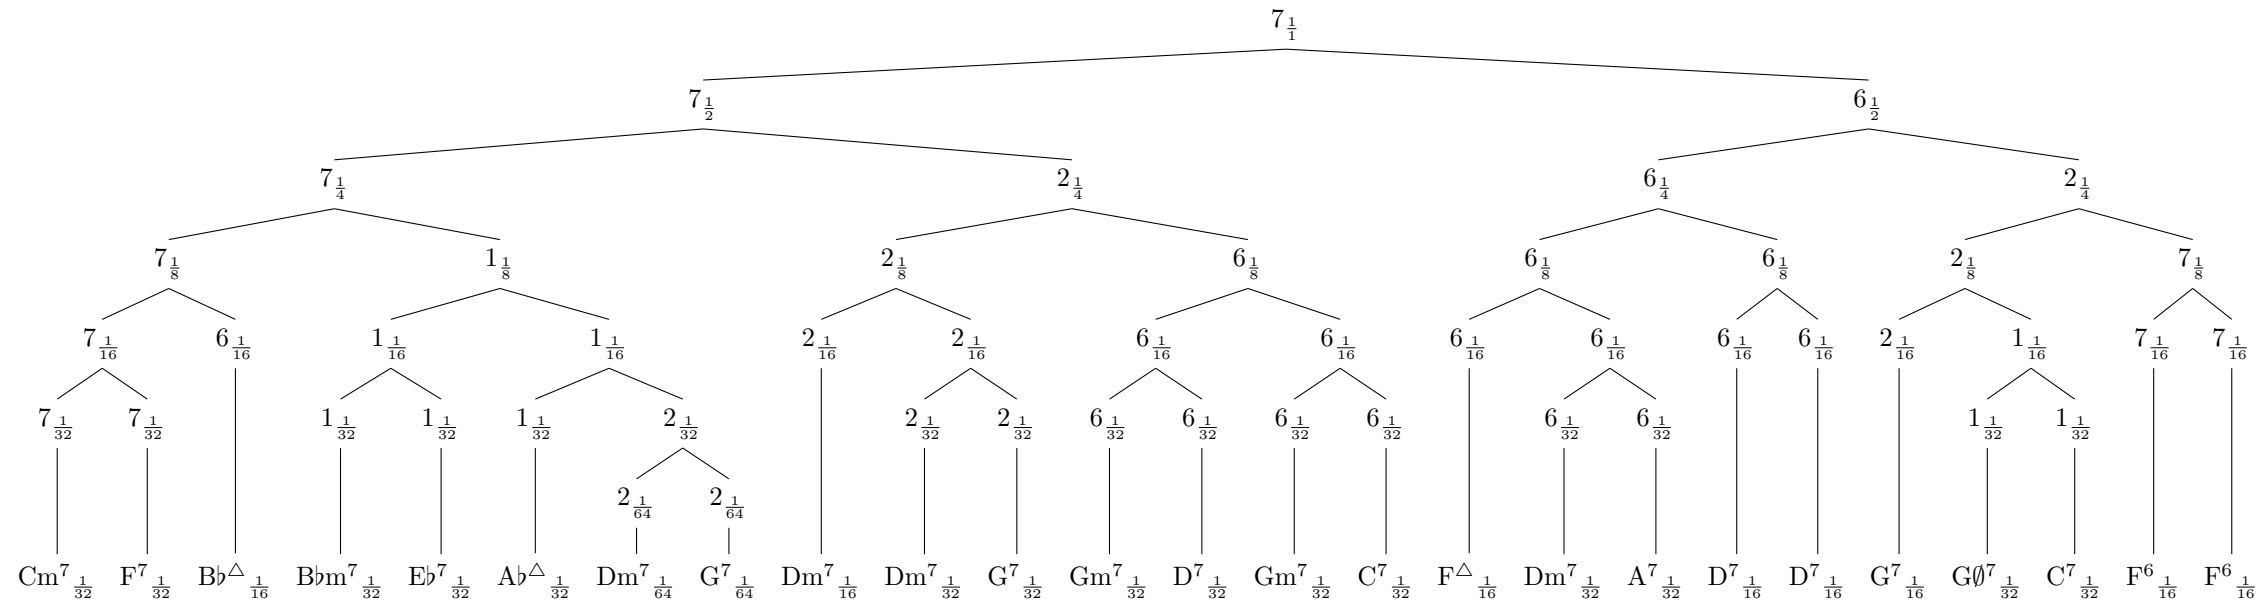 7 1/1
7 1/2 6 1/2
7 1/4 2 1/4 6 1/4 2 1/4
7 1/8 1 1/8 2 1/8 6 1/8 6 1/8 6 1/8 2 1/8 7 1/8
7 1/16 6 1/16 1 1/16 1 1/16 2 1/16 2 1/16 6 1/16 6 1/16 6 1/16 6 1/16 6 1/16 6 1/16 2 1/16 1 1/16 7 1/16 7 1/16
7 1/32 7 1/32 1 1/32 1 1/32 1 1/32 2 1/32 2 1/32 2 1/32 6 1/32 6 1/32 6 1/32 6 1/32 6 1/32 6 1/32 1 1/32 1 1/32
2 1/64 2 1/64
Cm⁷ 1/32 F⁷ 1/32 B♭△ 1/16 B♭m⁷ 1/32 E♭⁷ 1/32 A♭△ 1/32 Dm⁷ 1/64 G⁷ 1/64 Dm⁷ 1/16 Dm⁷ 1/32 G⁷ 1/32 Gm⁷ 1/32 D⁷ 1/32 Gm⁷ 1/32 C⁷ 1/32 F△ 1/16 Dm⁷ 1/32 A⁷ 1/32 D⁷ 1/16 D⁷ 1/16 G⁷ 1/16 G∅⁷ 1/32 C⁷ 1/32 F⁶ 1/16 F⁶ 1/16